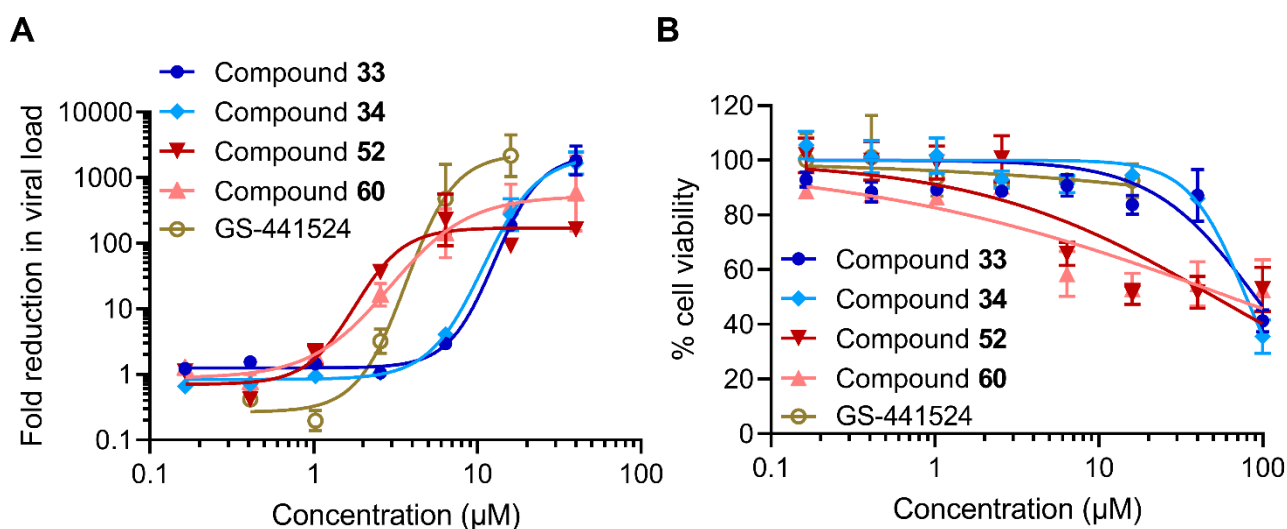 A
Compound 33
Compound 34
Compound 52
Compound 60
GS-441524
10000
1000
100
10
1
0.1
Fold reduction in viral load
0.1 1 10 100
Concentration (µM)
B
120
100
80
60
40
20
0
% cell viability
Compound 33
Compound 34
Compound 52
Compound 60
GS-441524
0.1 1 10 100
Concentration (µM)